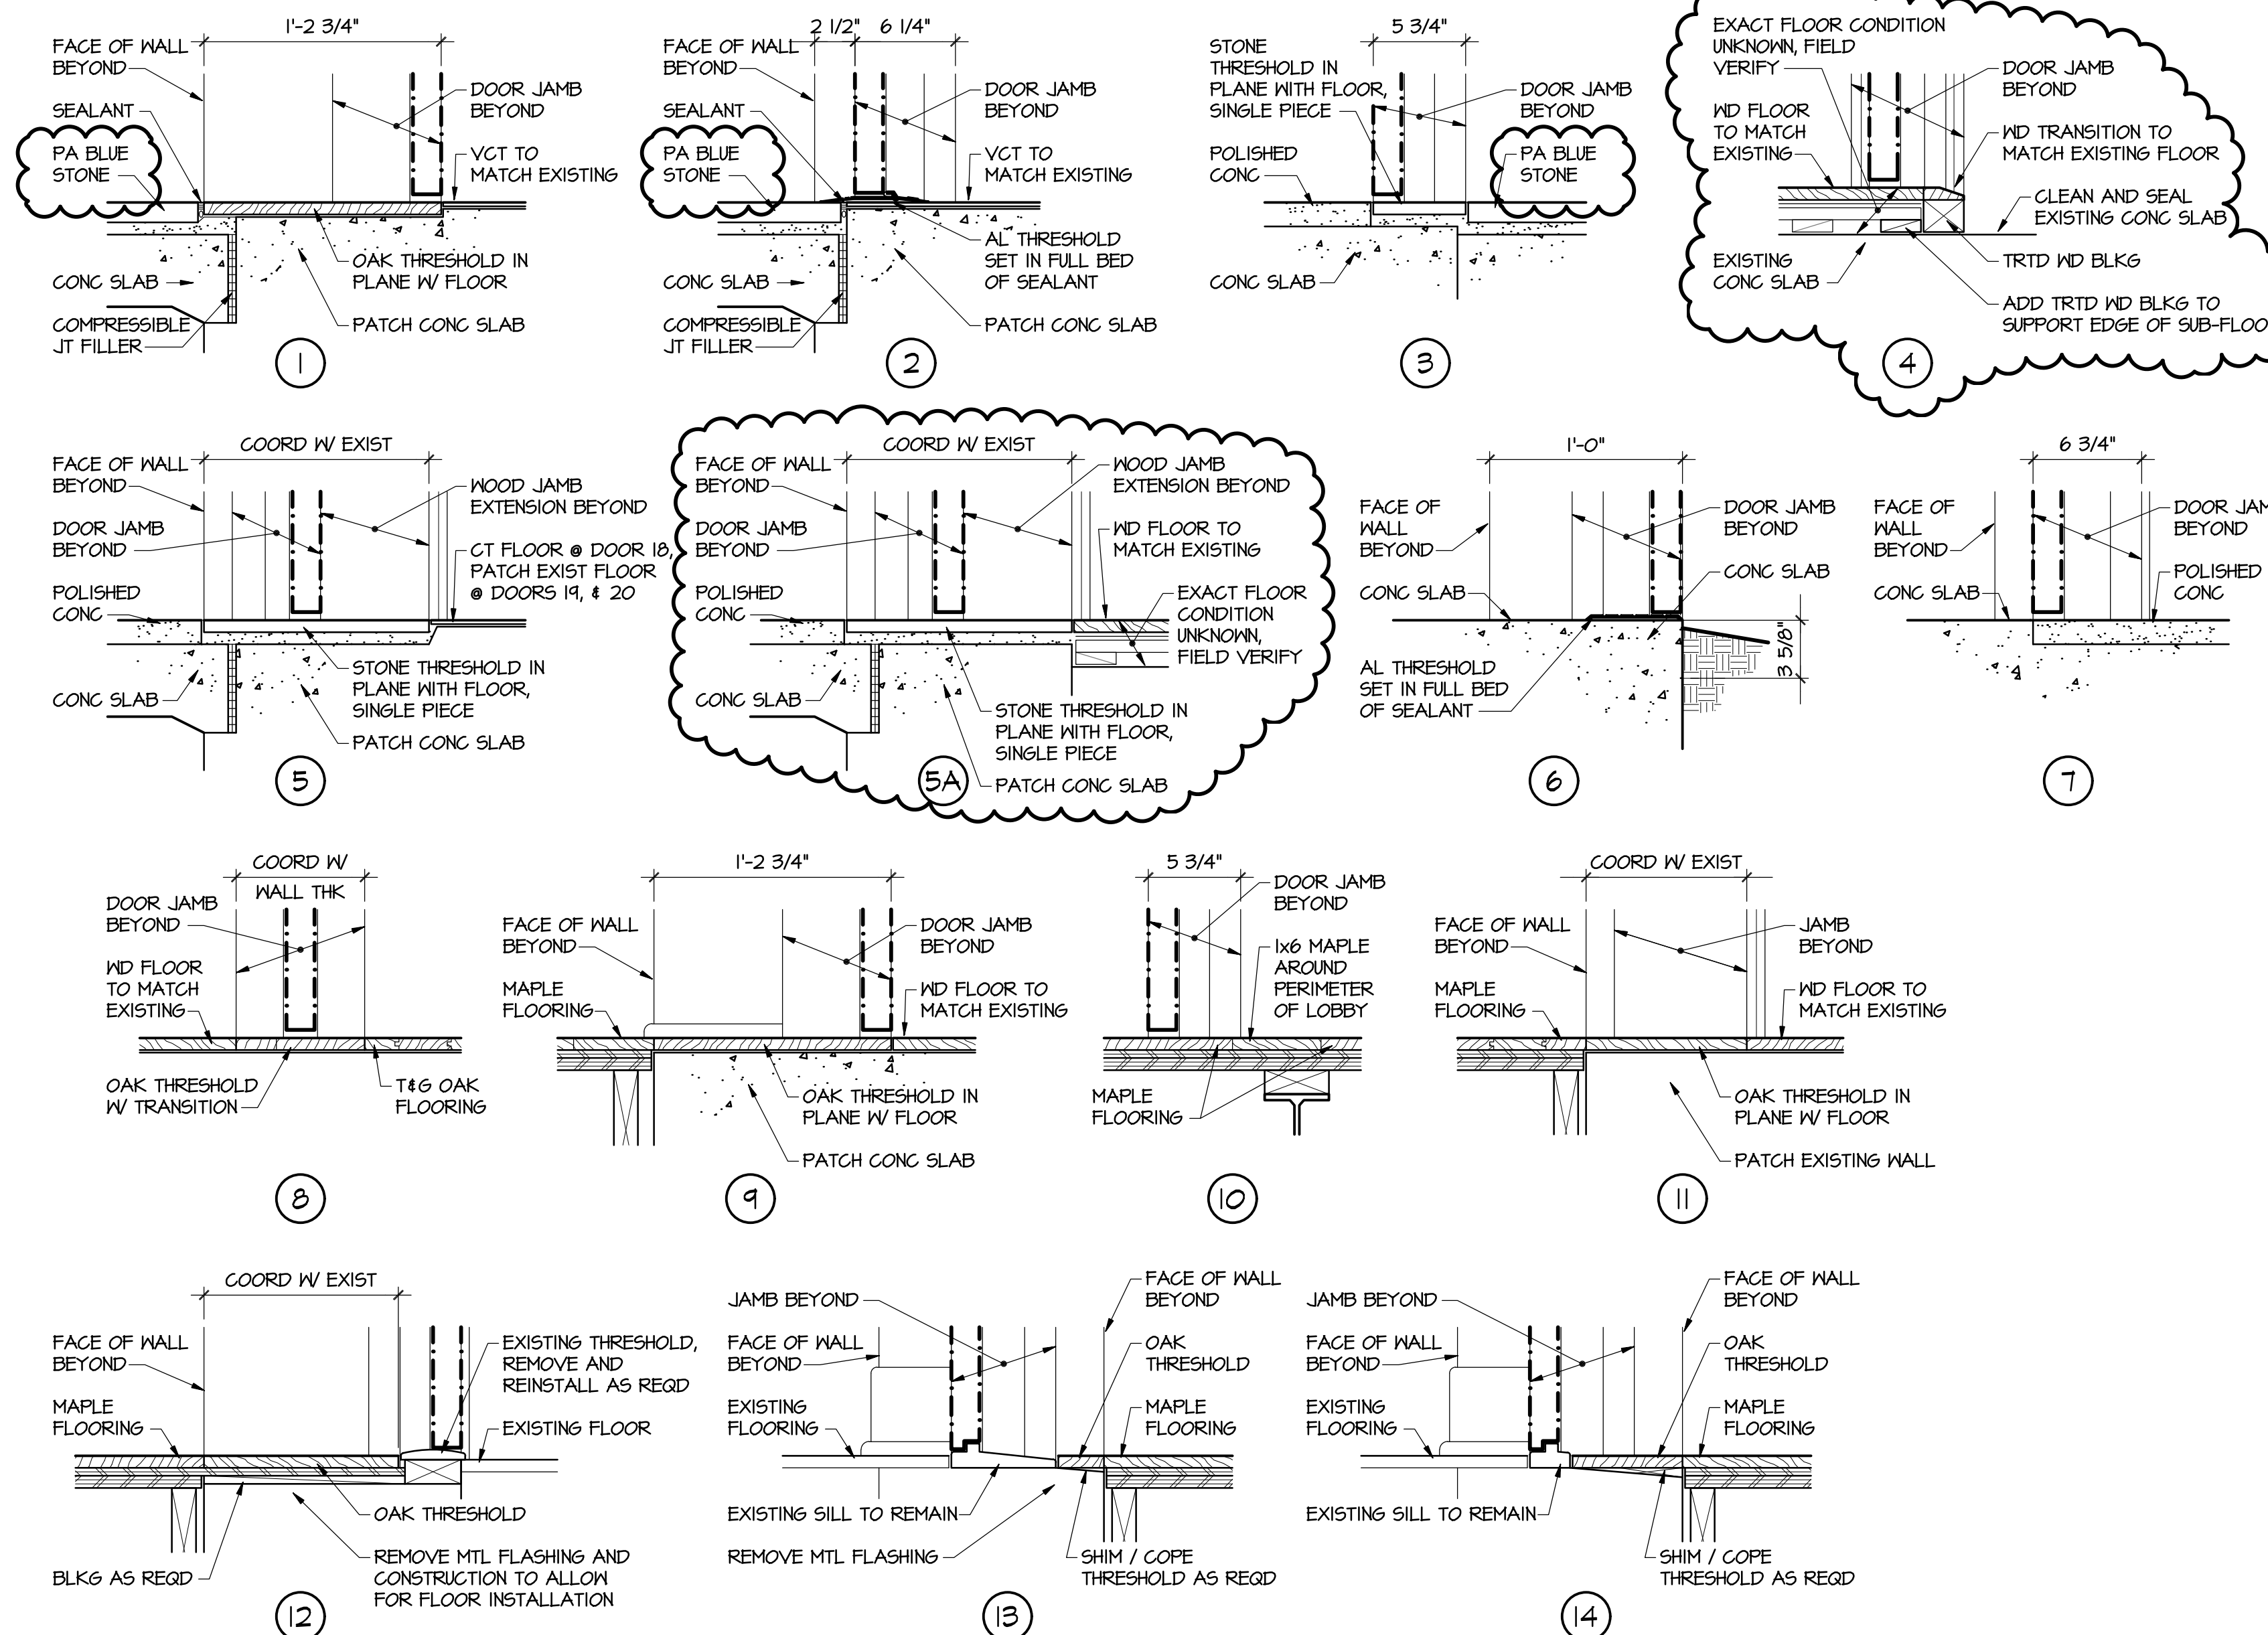 1'-2 3/4"
FACE OF WALL
BEYOND
SEALANT
PA BLUE
STONE
CONC SLAB
COMPRESSIBLE
JT FILLER
DOOR JAMB
BEYOND
VCT TO
MATCH EXISTING
OAK THRESHOLD IN
PLANE W/ FLOOR
PATCH CONC SLAB
1
2 1/2"
6 1/4"
FACE OF WALL
BEYOND
SEALANT
PA BLUE
STONE
CONC SLAB
COMPRESSIBLE
JT FILLER
DOOR JAMB
BEYOND
VCT TO
MATCH EXISTING
AL THRESHOLD
SET IN FULL BED
OF SEALANT
PATCH CONC SLAB
2
5 3/4"
STONE
THRESHOLD IN
PLANE WITH FLOOR,
SINGLE PIECE
POLISHED
CONC
CONC SLAB
DOOR JAMB
BEYOND
PA BLUE
STONE
3
EXACT FLOOR CONDITION
UNKNOWN, FIELD
VERIFY
WD FLOOR
TO MATCH
EXISTING
EXISTING
CONC SLAB
DOOR JAMB
BEYOND
WD TRANSITION TO
MATCH EXISTING FLOOR
CLEAN AND SEAL
EXISTING CONC SLAB
TRTD WD BLKG
ADD TRTD WD BLKG TO
SUPPORT EDGE OF SUB-FLOO
4
COORD W/ EXIST
FACE OF WALL
BEYOND
DOOR JAMB
BEYOND
POLISHED
CONC
CONC SLAB
WOOD JAMB
EXTENSION BEYOND
CT FLOOR @ DOOR 18,
PATCH EXIST FLOOR
@ DOORS 19, & 20
STONE THRESHOLD IN
PLANE WITH FLOOR,
SINGLE PIECE
PATCH CONC SLAB
5
COORD W/ EXIST
FACE OF WALL
BEYOND
DOOR JAMB
BEYOND
POLISHED
CONC
CONC SLAB
WOOD JAMB
EXTENSION BEYOND
WD FLOOR TO
MATCH EXISTING
EXACT FLOOR
CONDITION
UNKNOWN,
FIELD VERIFY
STONE THRESHOLD IN
PLANE WITH FLOOR,
SINGLE PIECE
PATCH CONC SLAB
5A
1'-0"
FACE OF
WALL
BEYOND
CONC SLAB
AL THRESHOLD
SET IN FULL BED
OF SEALANT
DOOR JAMB
BEYOND
CONC SLAB
3 5/8"
6
6 3/4"
FACE OF
WALL
BEYOND
CONC SLAB
DOOR JAM
BEYOND
POLISHED
CONC
7
COORD W/
WALL THK
DOOR JAMB
BEYOND
WD FLOOR
TO MATCH
EXISTING
OAK THRESHOLD
W/ TRANSITION
T&G OAK
FLOORING
8
1'-2 3/4"
FACE OF WALL
BEYOND
MAPLE
FLOORING
DOOR JAMB
BEYOND
WD FLOOR TO
MATCH EXISTING
OAK THRESHOLD IN
PLANE W/ FLOOR
PATCH CONC SLAB
9
5 3/4"
DOOR JAMB
BEYOND
1x6 MAPLE
AROUND
PERIMETER
OF LOBBY
MAPLE
FLOORING
10
COORD W/ EXIST
FACE OF WALL
BEYOND
MAPLE
FLOORING
JAMB
BEYOND
WD FLOOR TO
MATCH EXISTING
OAK THRESHOLD IN
PLANE W/ FLOOR
PATCH EXISTING WALL
11
COORD W/ EXIST
FACE OF WALL
BEYOND
MAPLE
FLOORING
BLKG AS REQD
EXISTING THRESHOLD,
REMOVE AND
REINSTALL AS REQD
EXISTING FLOOR
OAK THRESHOLD
REMOVE MTL FLASHING AND
CONSTRUCTION TO ALLOW
FOR FLOOR INSTALLATION
12
JAMB BEYOND
FACE OF WALL
BEYOND
EXISTING
FLOORING
EXISTING SILL TO REMAIN
REMOVE MTL FLASHING
FACE OF WALL
BEYOND
OAK
THRESHOLD
MAPLE
FLOORING
SHIM / COPE
THRESHOLD AS REQD
13
JAMB BEYOND
FACE OF WALL
BEYOND
EXISTING
FLOORING
EXISTING SILL TO REMAIN
FACE OF WALL
BEYOND
OAK
THRESHOLD
MAPLE
FLOORING
SHIM / COPE
THRESHOLD AS REQD
14